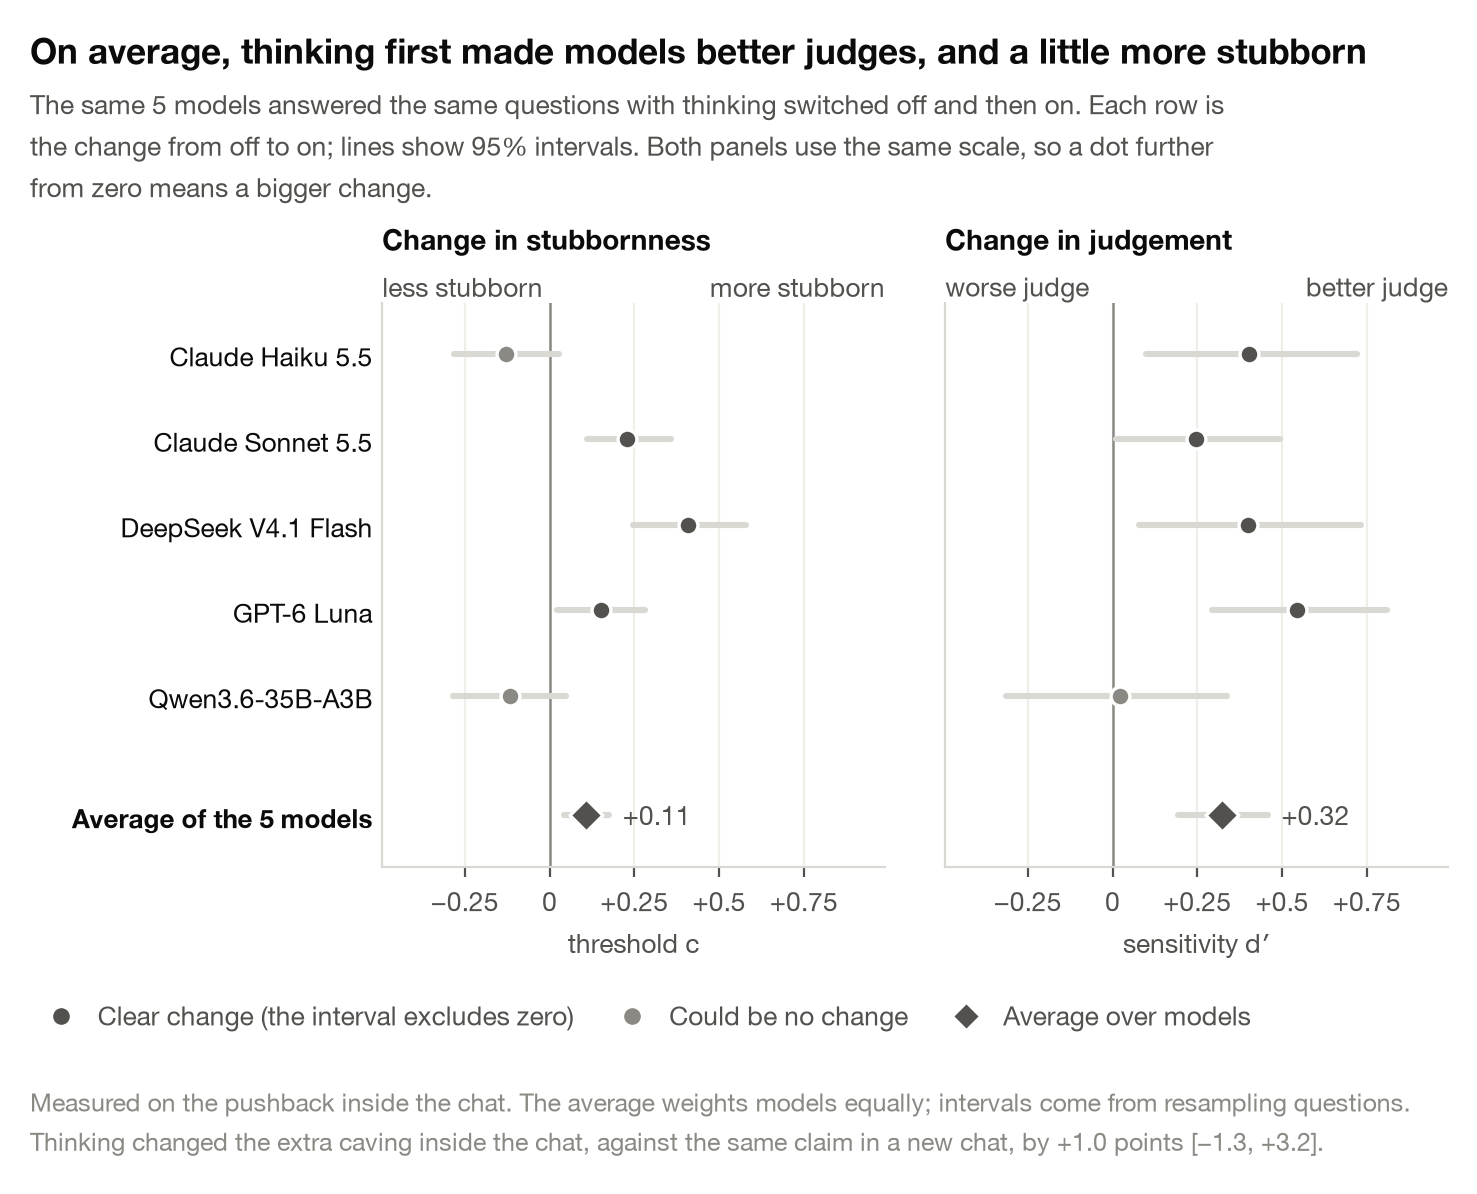 On average, thinking first made models better judges, and a little more stubborn
The same 5 models answered the same questions with thinking switched off and then on. Each row is
the change from off to on; lines show 95% intervals. Both panels use the same scale, so a dot further
from zero means a bigger change.
Change in stubbornness
Change in judgement
less stubborn
more stubborn
worse judge
better judge
Claude Haiku 5.5
Claude Sonnet 5.5
DeepSeek V4.1 Flash
GPT-6 Luna
Qwen3.6-35B-A3B
Average of the 5 models
+0.11
+0.32
−0.25 0 +0.25 +0.5 +0.75
−0.25 0 +0.25 +0.5 +0.75
threshold c
sensitivity d′
Clear change (the interval excludes zero)
Could be no change
Average over models
Measured on the pushback inside the chat. The average weights models equally; intervals come from resampling questions.
Thinking changed the extra caving inside the chat, against the same claim in a new chat, by +1.0 points [−1.3, +3.2].